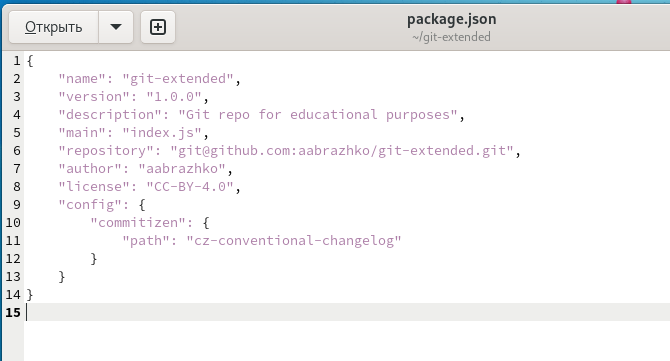 Открыть
package.json
~/git-extended
1 {
2     "name": "git-extended",
3     "version": "1.0.0",
4     "description": "Git repo for educational purposes",
5     "main": "index.js",
6     "repository": "git@github.com:aabrazhko/git-extended.git",
7     "author": "aabrazhko",
8     "license": "CC-BY-4.0",
9     "config": {
10         "commitizen": {
11             "path": "cz-conventional-changelog"
12         }
13     }
14 }
15